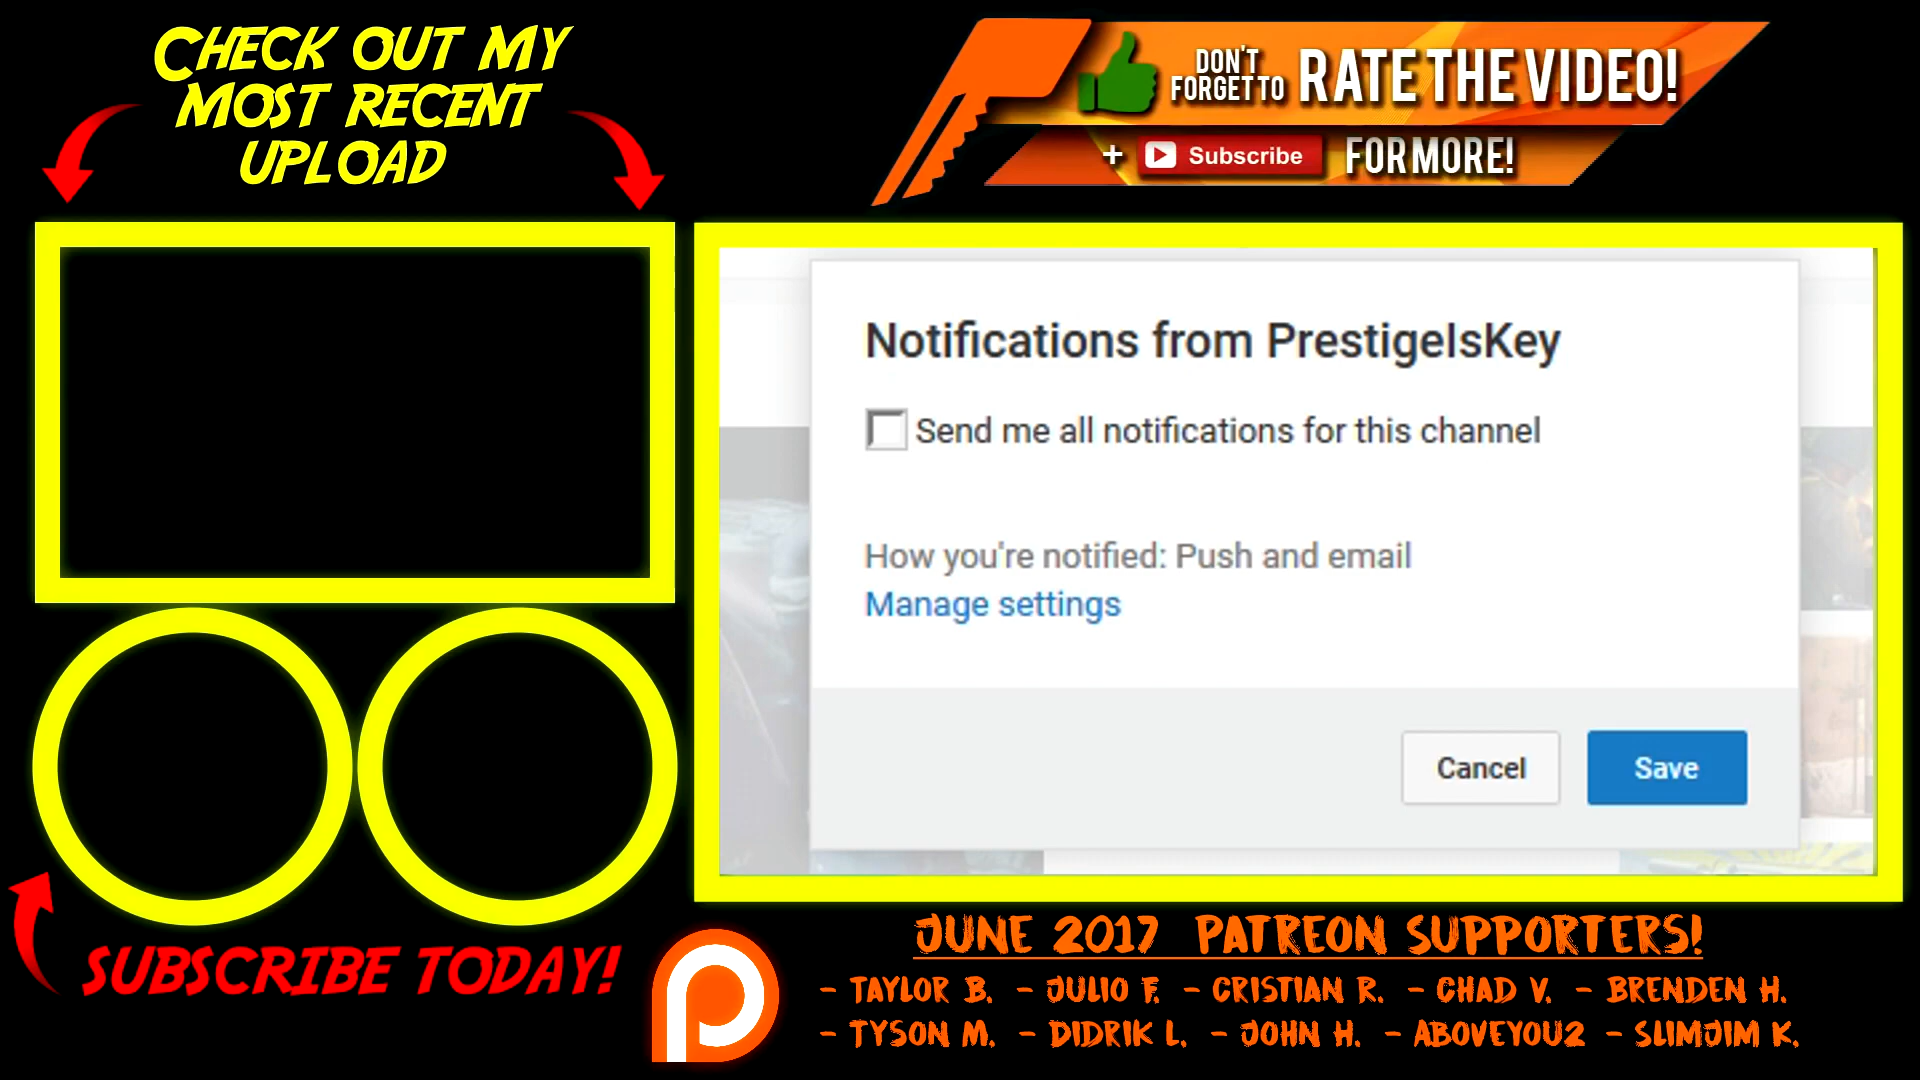 CHECK OUT MY
MOST RECENT
UPLOAD
DON'T
FORGET TO
RATE THE VIDEO!
+ Subscribe FOR MORE!
Notifications from PrestigeIsKey
Send me all notifications for this channel
How you're notified: Push and email
Manage settings
Cancel
Save
SUBSCRIBE TODAY!
JUNE 2017 PATREON SUPPORTERS!
- TAYLOR B. - JULIO F. - CRISTIAN R. - CHAD V. - BRENDEN H.
- TYSON M. - DIDRIK L. - JOHN H. - ABOVEYOU2 - SLIMJIM K.